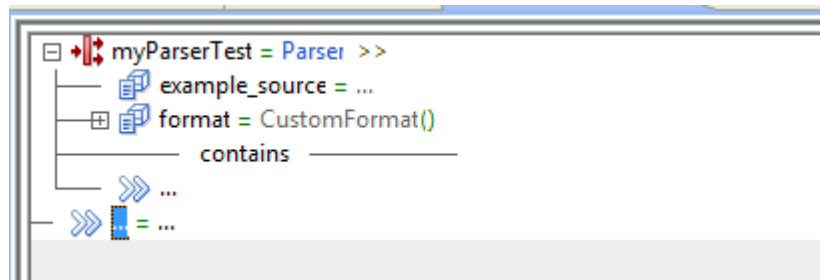 myParserTest = Parser >>
example_source = ...
format = CustomFormat()
contains
...
... = ...